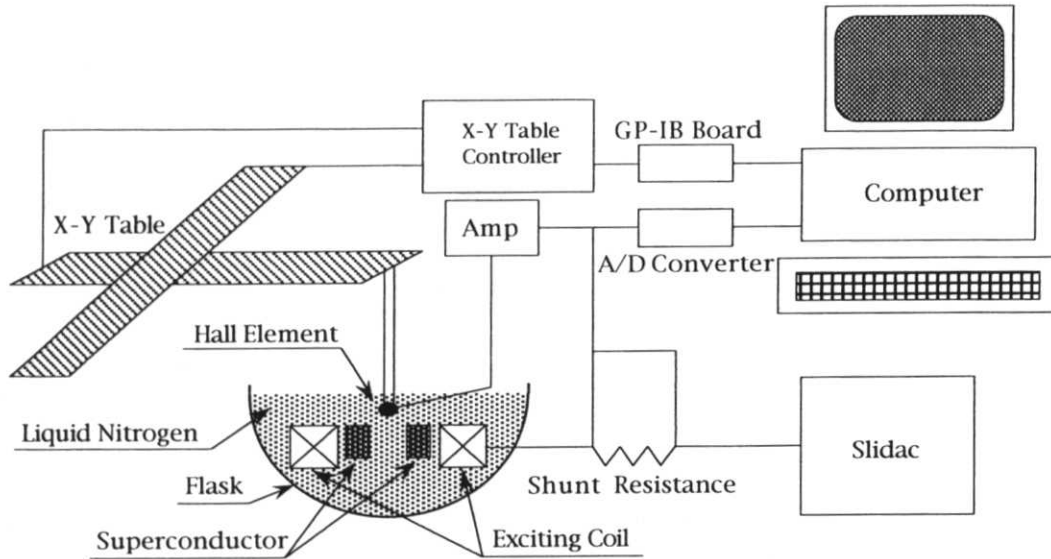 X-Y Table
Controller
GP-IB Board
Computer
X-Y Table
Amp
A/D Converter
Hall Element
Liquid Nitrogen
Slidac
Flask
Shunt Resistance
Superconductor
Exciting Coil